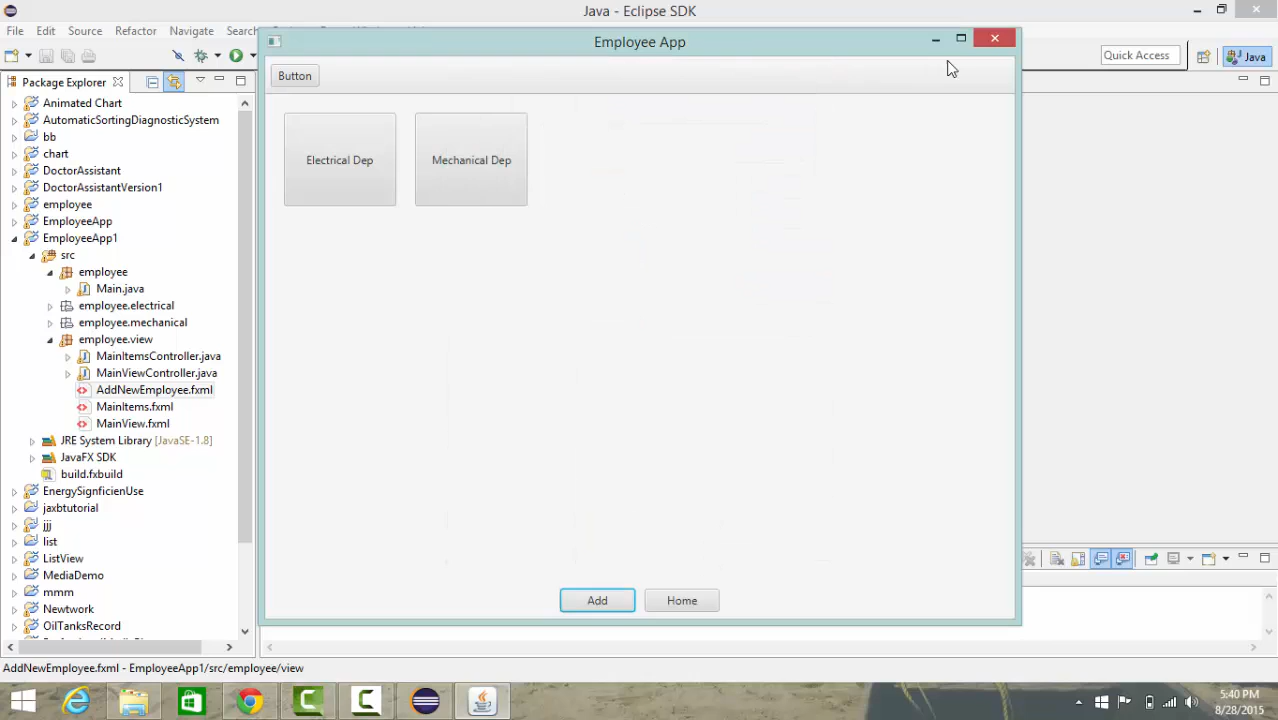 Java - Eclipse SDK
File Edit Source Refactor Navigate Search
Employee App
Quick Access
Java
Package Explorer
Button
Animated Chart
AutomaticSortingDiagnosticSystem
bb
chart
DoctorAssistant
DoctorAssistantVersion1
employee
EmployeeApp
EmployeeApp1
src
employee
Main.java
employee.electrical
employee.mechanical
employee.view
MainItemsController.java
MainViewController.java
AddNewEmployee.fxml
MainItems.fxml
MainView.fxml
JRE System Library [JavaSE-1.8]
JavaFX SDK
build.fxbuild
EnergySignficienUse
jaxbtutorial
jjj
list
ListView
MediaDemo
mmm
Newtwork
OilTanksRecord
Electrical Dep
Mechanical Dep
Add
Home
AddNewEmployee.fxml - EmployeeApp1/src/employee/view
5:40 PM
8/28/2015